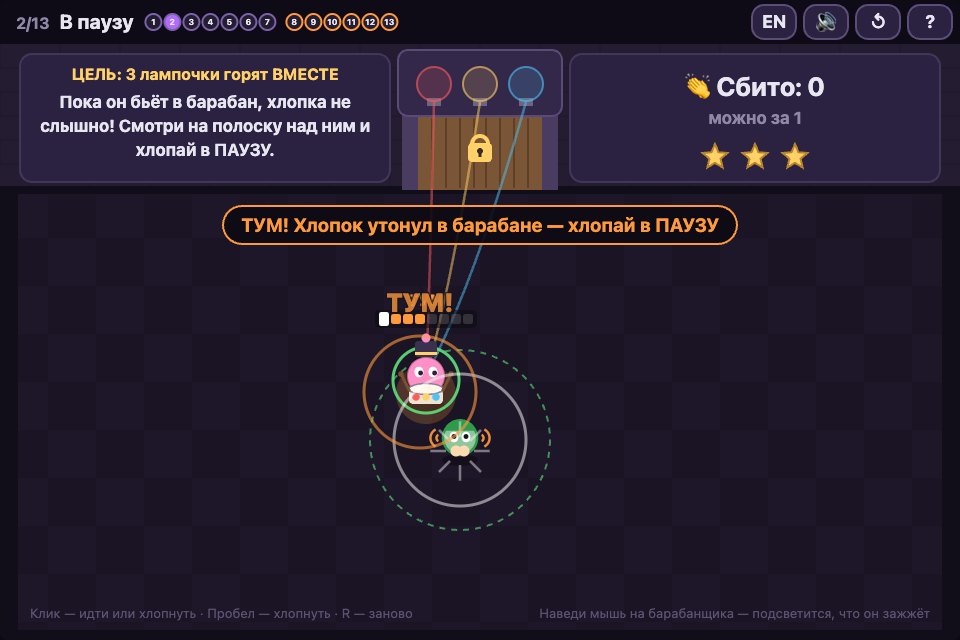 2/13 В паузу 1 2 3 4 5 6 7 8 9 10 11 12 13 EN ?
ЦЕЛЬ: 3 лампочки горят ВМЕСТЕ
Пока он бьёт в барабан, хлопка не
слышно! Смотри на полоску над ним и
хлопай в ПАУЗУ.
Сбито: 0
можно за 1
ТУМ! Хлопок утонул в барабане — хлопай в ПАУЗУ
ТУМ!
Клик — идти или хлопнуть · Пробел — хлопнуть · R — заново
Наведи мышь на барабанщика — подсветится, что он зажжёт